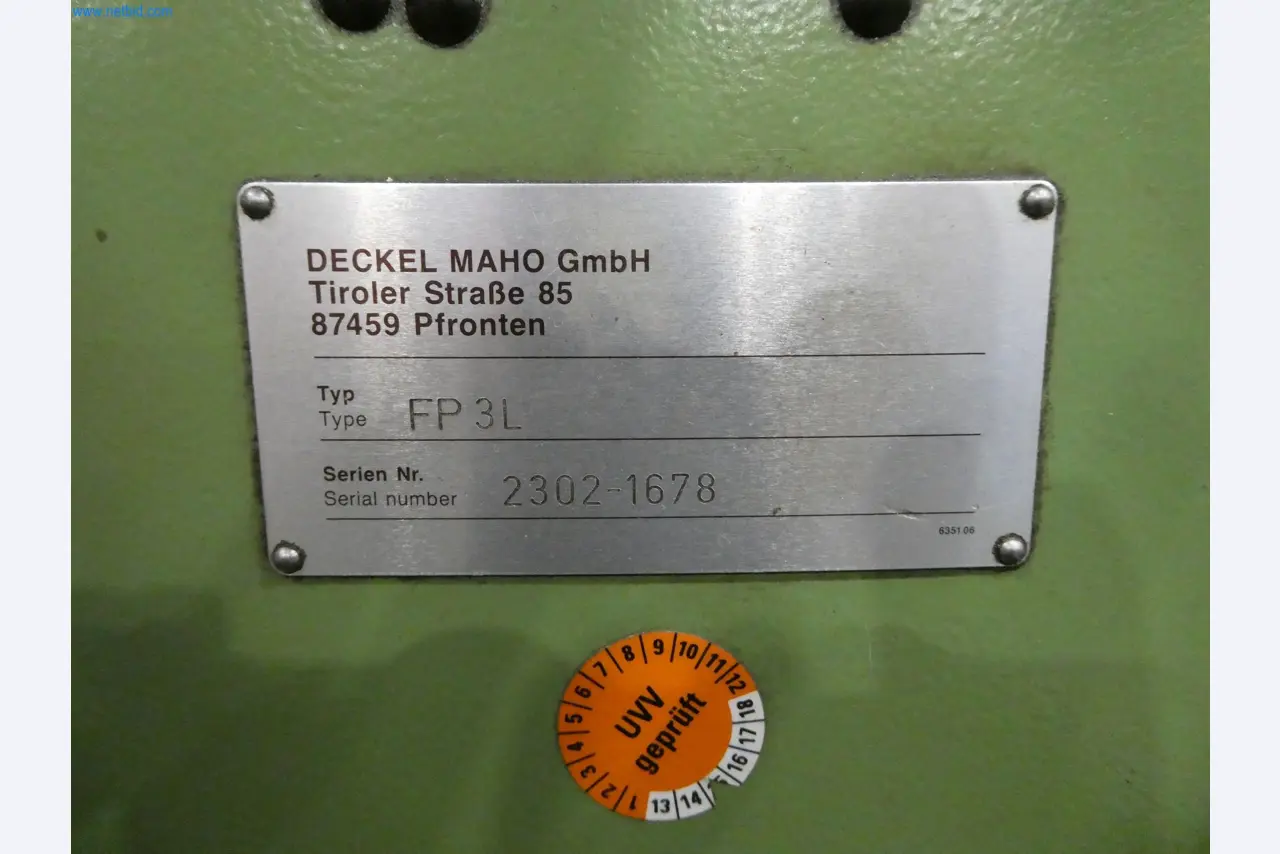 www.netbid.com
DECKEL MAHO GmbH
Tiroler Straße 85
87459 Pfronten
Typ
Type FP 3L
Serien Nr.
Serial number 2302-1678
6351 06
1 2 3 4 5 6 7 8 9 10 11 12
UVV
geprüft
13 14 16 17 18